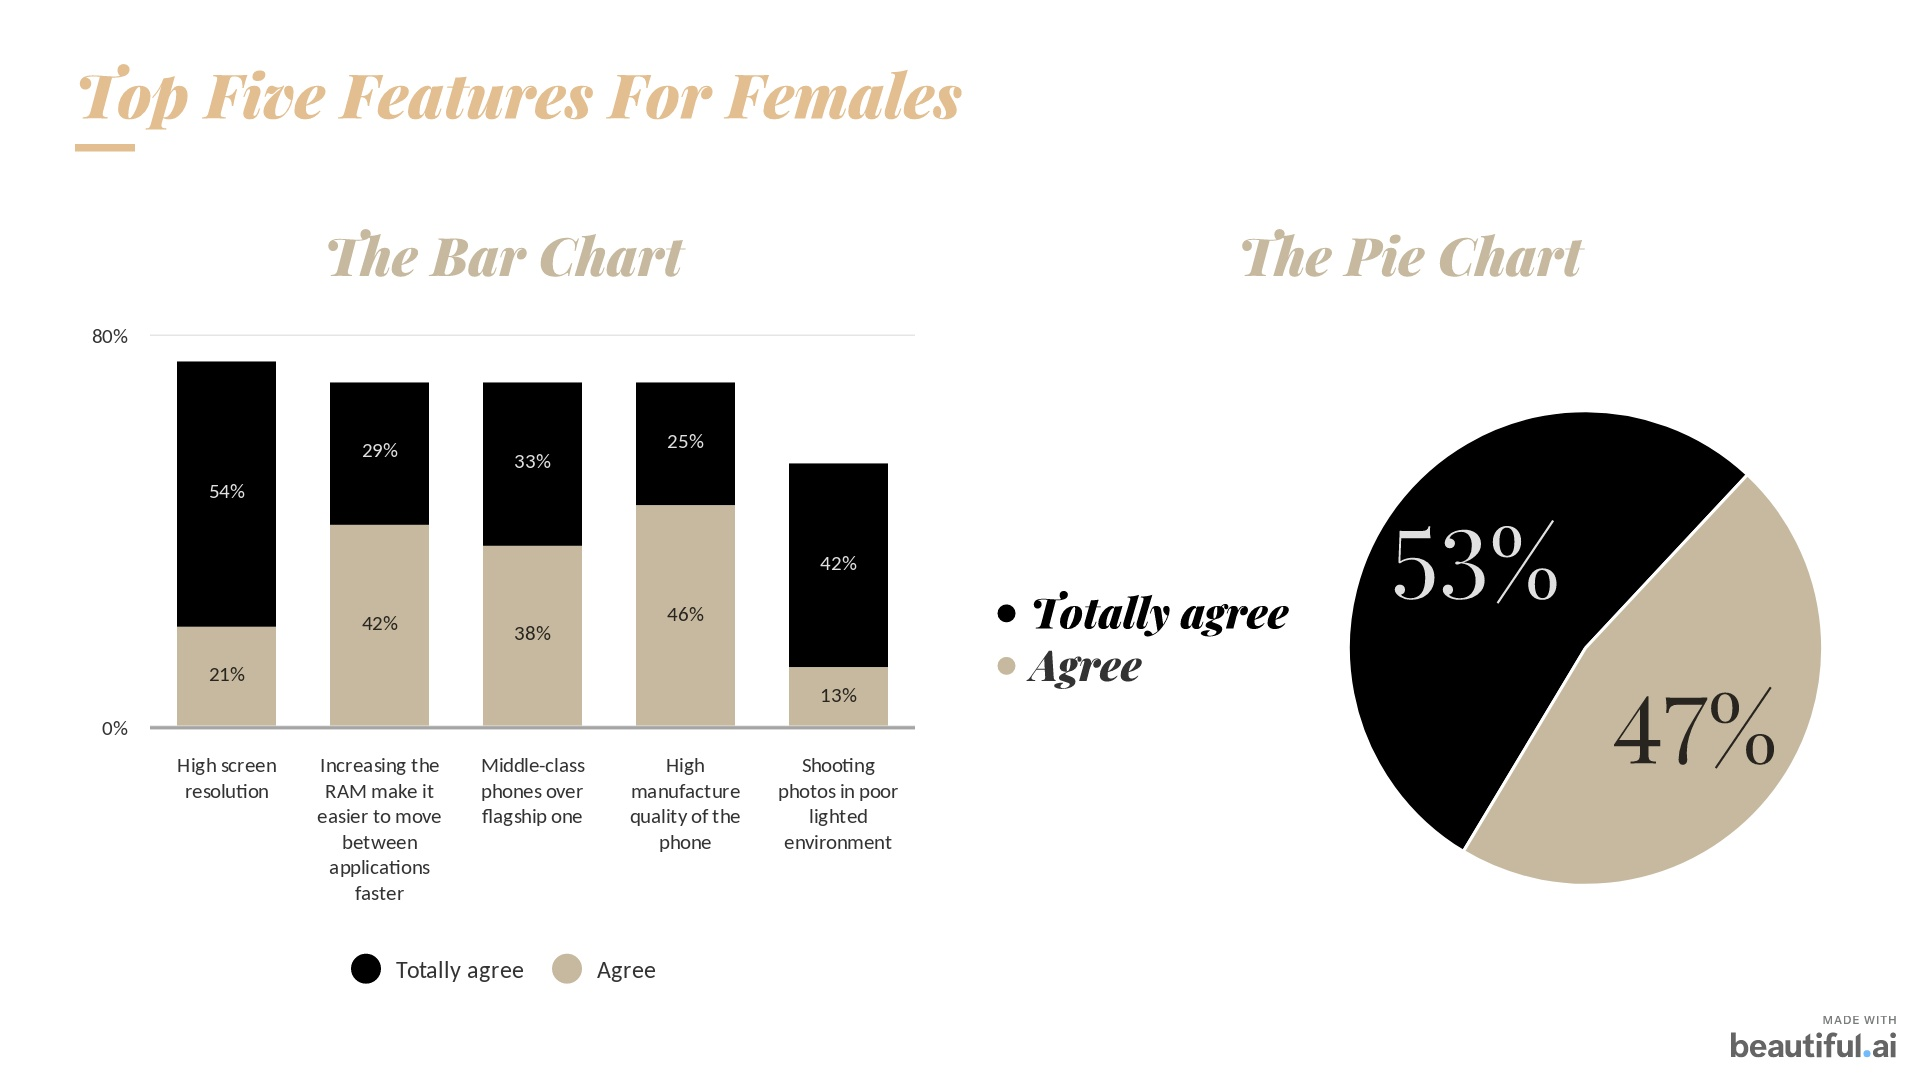 Top Five Features For Females
The Bar Chart
80%
0%
54%
29%
33%
25%
42%
21%
42%
38%
46%
13%
High screen
resolution
Increasing the
RAM make it
easier to move
between
applications
faster
Middle-class
phones over
flagship one
High
manufacture
quality of the
phone
Shooting
photos in poor
lighted
environment
Totally agree
Agree
The Pie Chart
Totally agree
Agree
53%
47%
MADE WITH
beautiful.ai